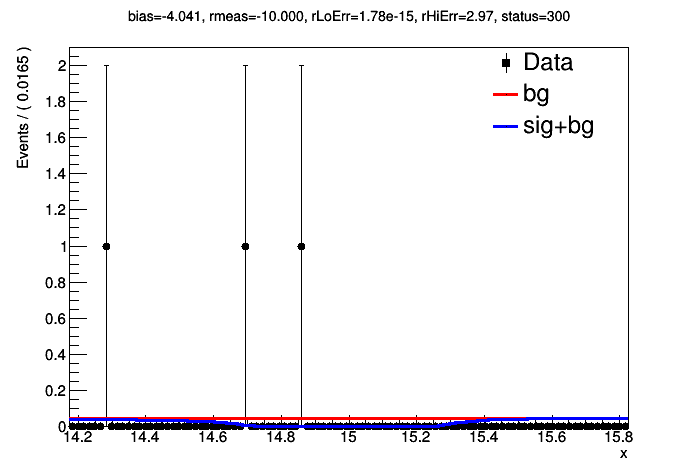 bias=-4.041, rmeas=-10.000, rLoErr=1.78e-15, rHiErr=2.97, status=300
Events / ( 0.0165 )
2
1.8
1.6
1.4
1.2
1
0.8
0.6
0.4
0.2
0
Data
bg
sig+bg
14.2 14.4 14.6 14.8 15 15.2 15.4 15.6 15.8
x